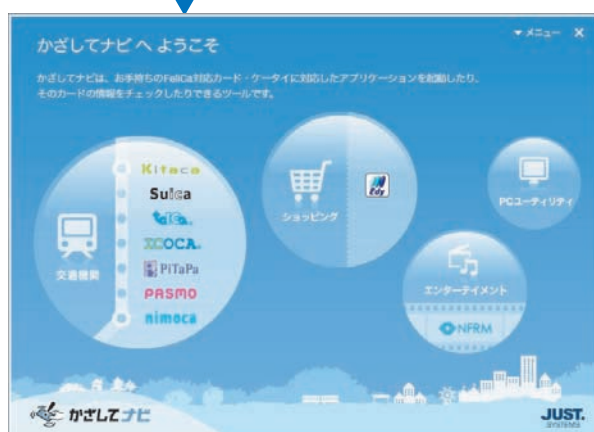 かざしてナビ へ ようこそ
▼メニュー ×
かざしてナビは、お手持ちのFeliCa対応カード・ケータイに対応したアプリケーションを起動したり、
そのカードの情報をチェックしたりできるツールです。
交通機関
Kitaca
Suica
TOICA
ICOCA
PiTaPa
PASMO
nimoca
ショッピング
Edy
PCユーティリティ
エンターテイメント
NFRM
かざしてナビ
JUST.
SYSTEMS